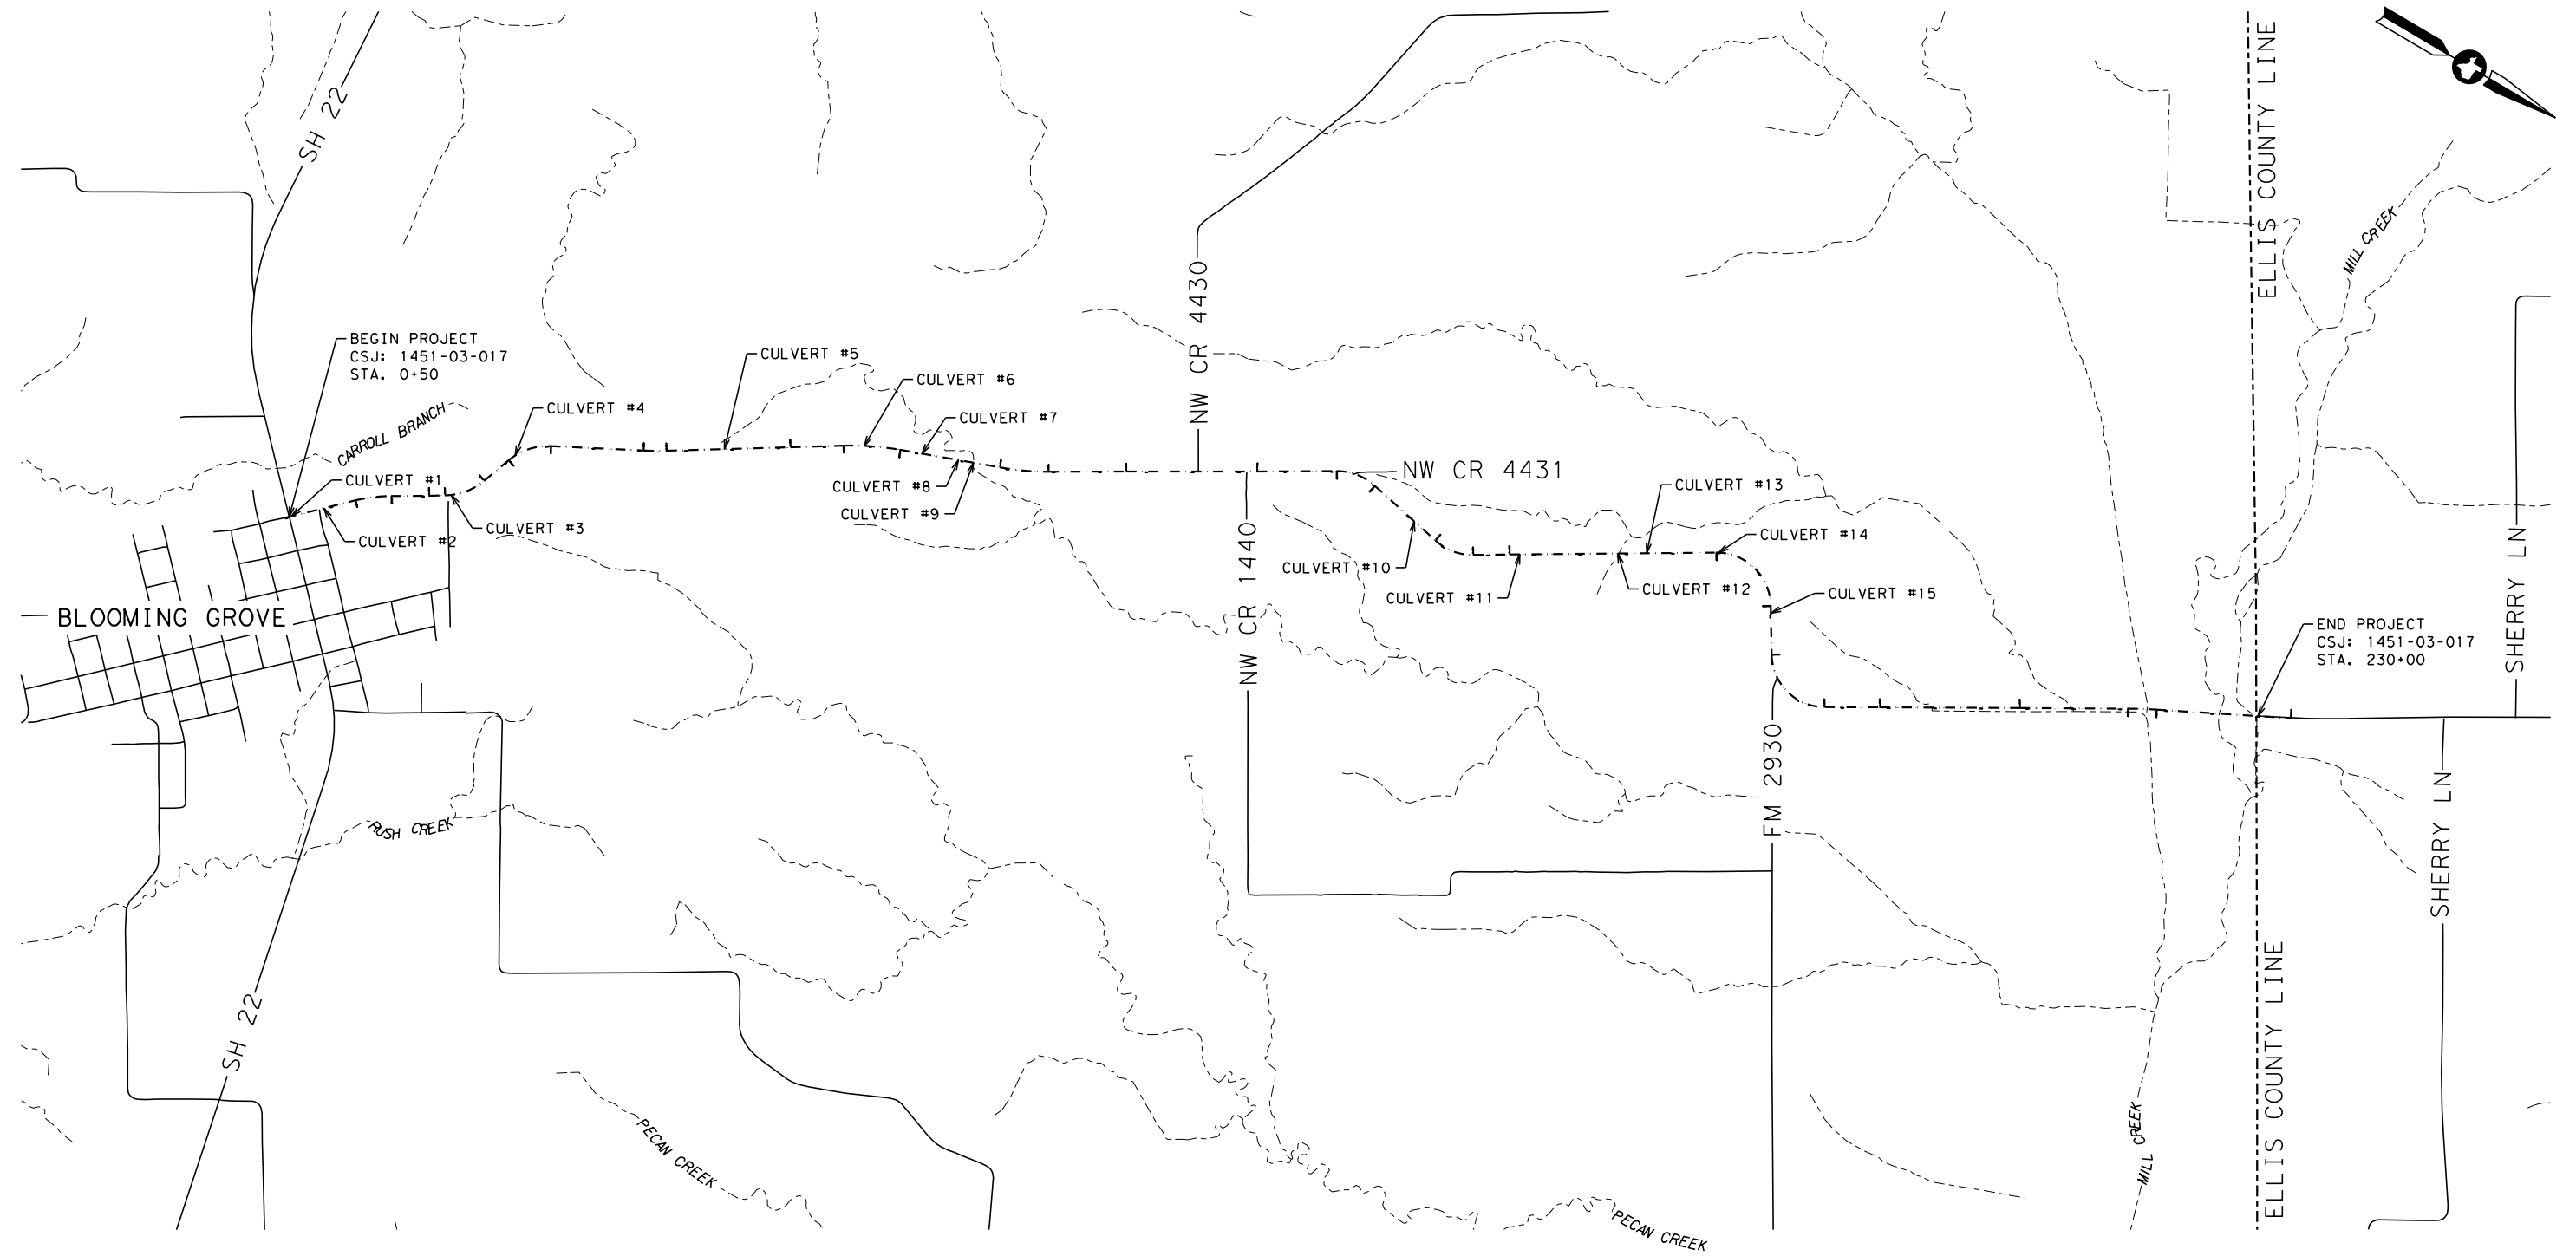 ELLIS COUNTY LINE
SH 22
MILL CREEK
NW CR 4430
BEGIN PROJECT
CSJ: 1451-03-017
STA. 0+50
CULVERT #5
CULVERT #6
CULVERT #4
CARROLL BRANCH
CULVERT #7
NW CR 4431
CULVERT #1
CULVERT #8
CULVERT #13
CULVERT #9
CULVERT #3
CULVERT #2
NW CR 1440
CULVERT #14
CULVERT #10
CULVERT #12
CULVERT #15
CULVERT #11
SHERRY LN
BLOOMING GROVE
END PROJECT
CSJ: 1451-03-017
STA. 230+00
FM 2930
RUSH CREEK
SHERRY LN
SH 22
ELLIS COUNTY LINE
MILL CREEK
PECAN CREEK
PECAN CREEK